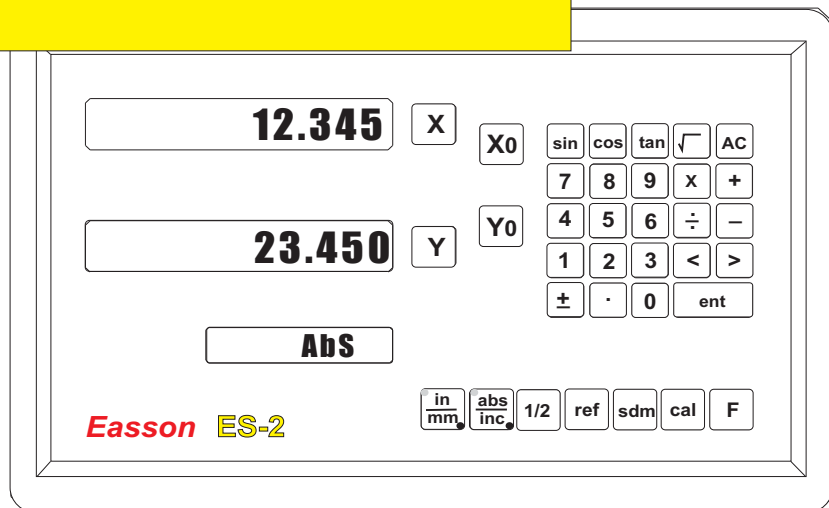 12.345 X X0
sin cos tan √ AC
7 8 9 x +
23.450 Y Y0
4 5 6 ÷ −
1 2 3 < >
± · 0 ent
AbS
in
mm
abs
inc
1/2 ref sdm cal F
Easson ES-2